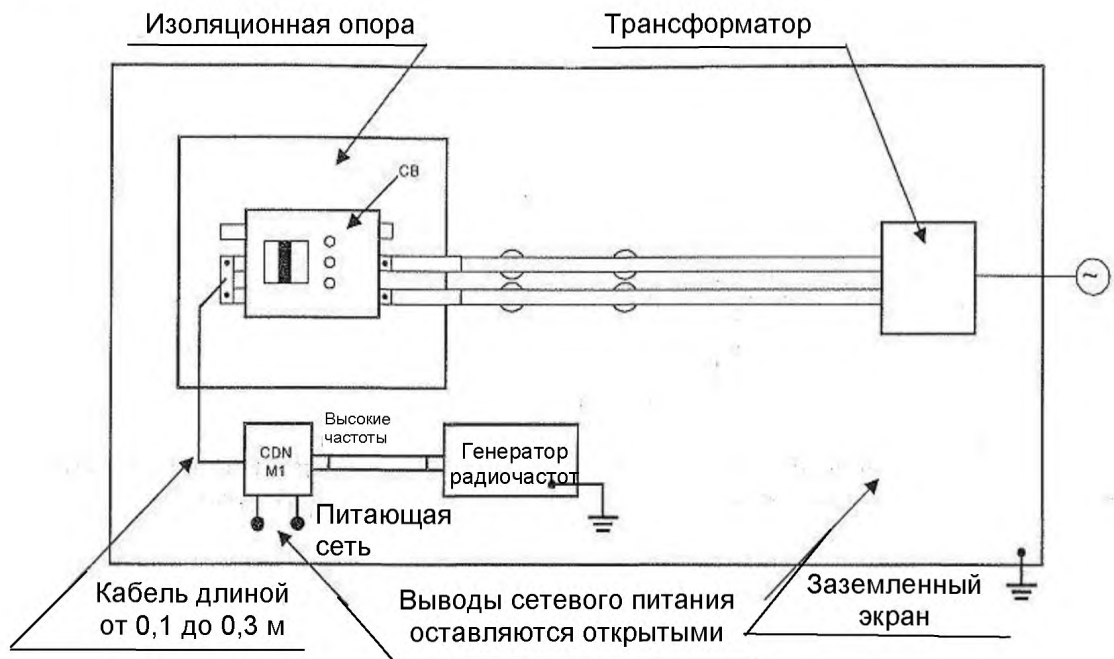 Изоляционная опора
Трансформатор
СВ
~
Высокие
частоты
CDN
M1
Генератор
радиочастот
Питающая
сеть
Кабель длиной
от 0,1 до 0,3 м
Выводы сетевого питания
оставляются открытыми
Заземленный
экран